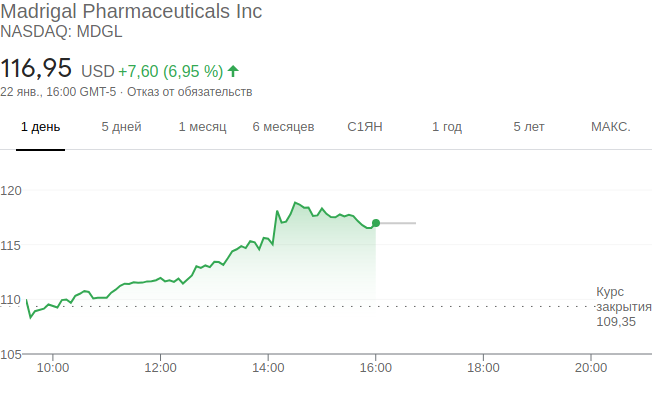 Madrigal Pharmaceuticals Inc
NASDAQ: MDGL
116,95 USD +7,60 (6,95 %)
22 янв., 16:00 GMT-5 · Отказ от обязательств
1 день 5 дней 1 месяц 6 месяцев С1ЯН 1 год 5 лет МАКС.
120
115
110
Курс
закрытия
109,35
105
10:00 12:00 14:00 16:00 18:00 20:00